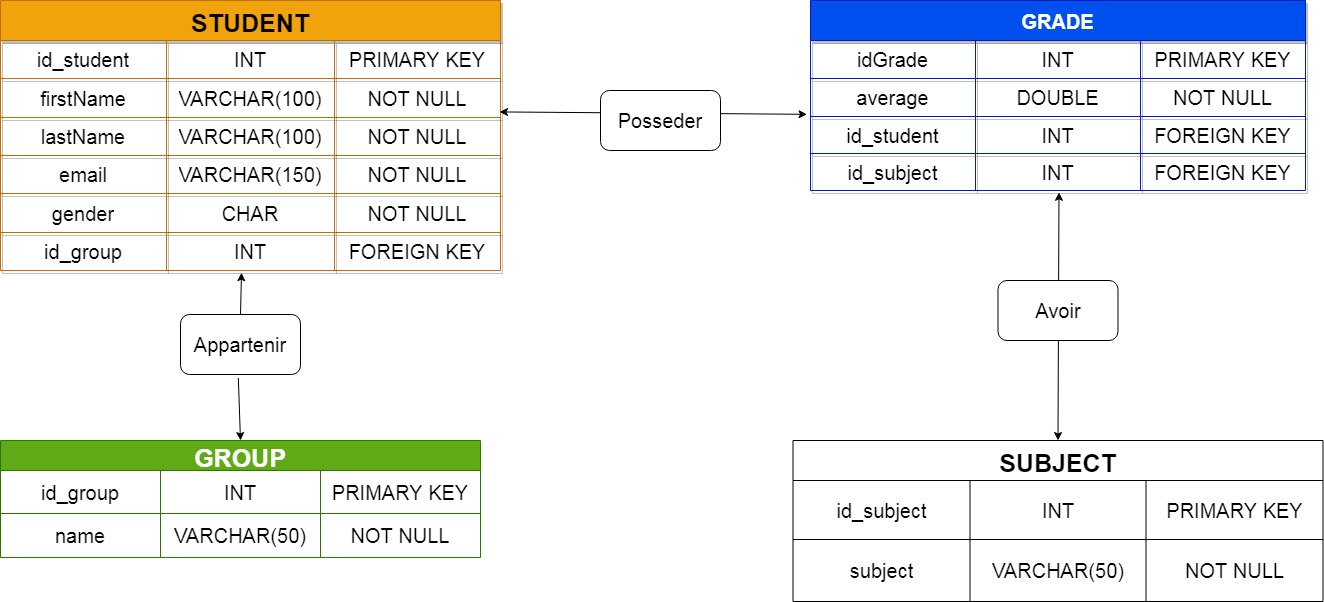 STUDENT
id_student INT PRIMARY KEY
firstName VARCHAR(100) NOT NULL
lastName VARCHAR(100) NOT NULL
email VARCHAR(150) NOT NULL
gender CHAR NOT NULL
id_group INT FOREIGN KEY
Posseder
GRADE
idGrade INT PRIMARY KEY
average DOUBLE NOT NULL
id_student INT FOREIGN KEY
id_subject INT FOREIGN KEY
Appartenir
Avoir
GROUP
id_group INT PRIMARY KEY
name VARCHAR(50) NOT NULL
SUBJECT
id_subject INT PRIMARY KEY
subject VARCHAR(50) NOT NULL